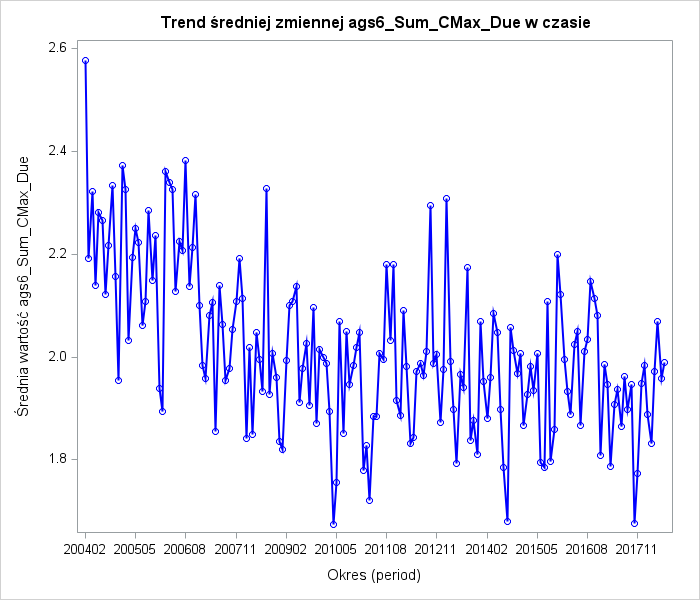 Trend średniej zmiennej ags6_Sum_CMax_Due w czasie
Średnia wartość ags6_Sum_CMax_Due
2.6
2.4
2.2
2.0
1.8
200402 200505 200608 200711 200902 201005 201108 201211 201402 201505 201608 201711
Okres (period)